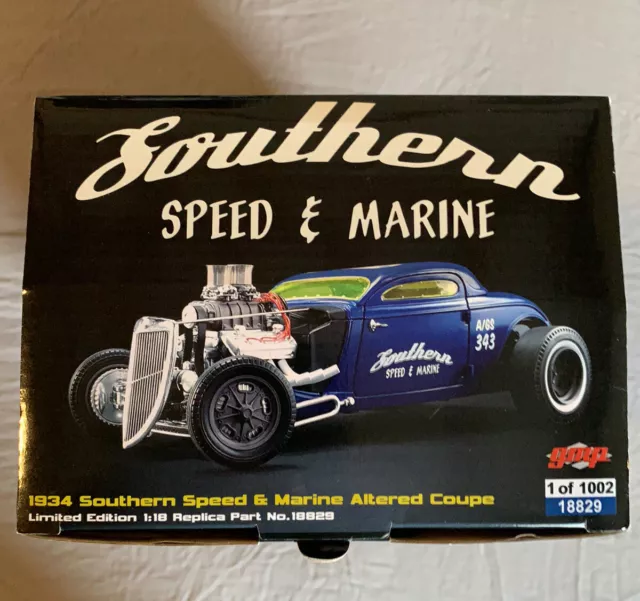 Southern
SPEED & MARINE
A/GS
343
Southern
SPEED & MARINE
gmp
1934 Southern Speed & Marine Altered Coupe
1 of 1002
Limited Edition 1:18 Replica Part No.18829
18829